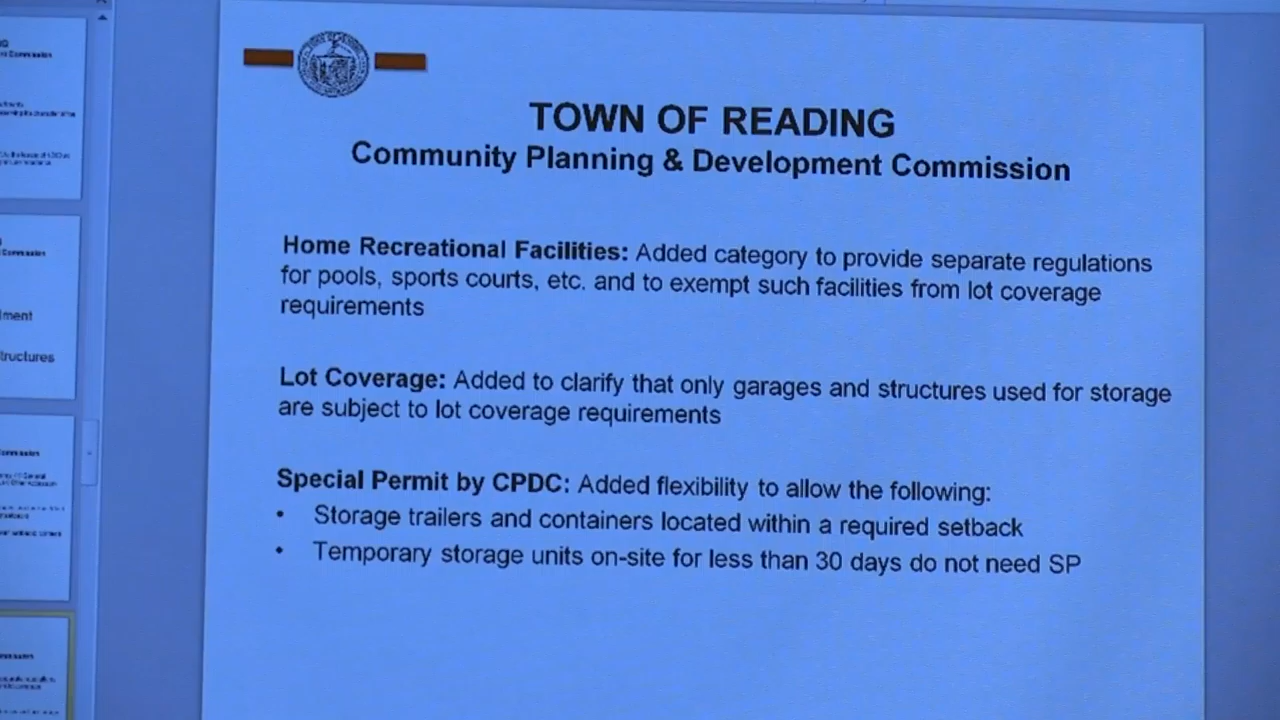 TOWN OF READING
Community Planning & Development Commission
Home Recreational Facilities: Added category to provide separate regulations
for pools, sports courts, etc. and to exempt such facilities from lot coverage
requirements
Lot Coverage: Added to clarify that only garages and structures used for storage
are subject to lot coverage requirements
Special Permit by CPDC: Added flexibility to allow the following:
• Storage trailers and containers located within a required setback
• Temporary storage units on-site for less than 30 days do not need SP